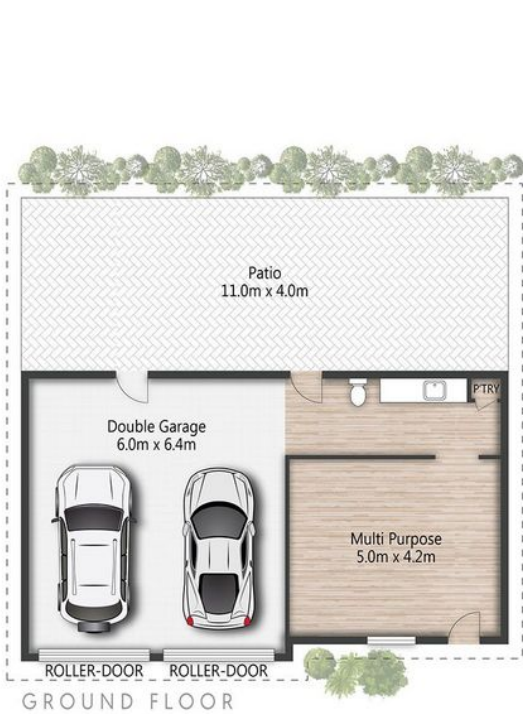 Patio
11.0m x 4.0m
P'TRY
Double Garage
6.0m x 6.4m
Multi Purpose
5.0m x 4.2m
ROLLER-DOOR ROLLER-DOOR
GROUND FLOOR